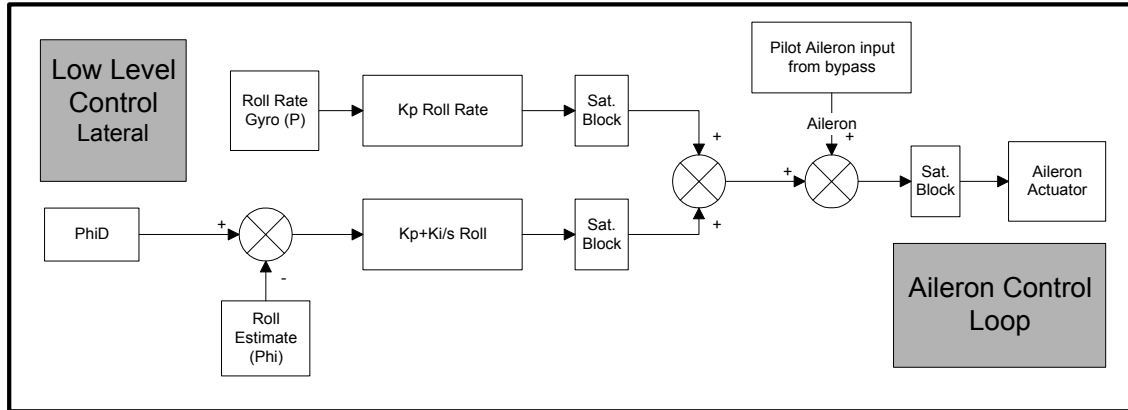 Low Level
Control
Lateral
Roll Rate
Gyro (P)
Kp Roll Rate
Sat.
Block
Pilot Aileron input
from bypass
Aileron
+
+
+
Sat.
Block
Aileron
Actuator
PhiD
+
-
Kp+Ki/s Roll
Sat.
Block
+
Roll
Estimate
(Phi)
Aileron Control
Loop